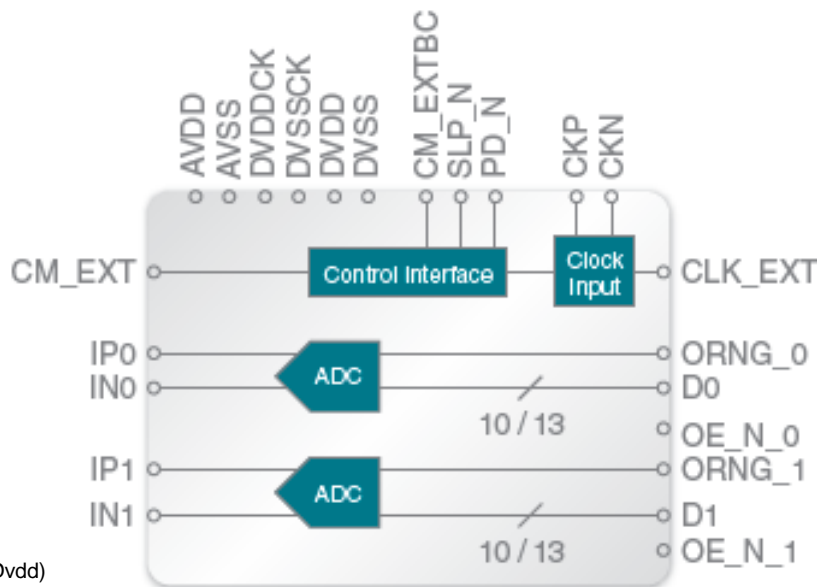 AVDD
AVSS
DVDDCK
DVSSCK
DVDD
DVSS
CM_EXTBC
SLP_N
PD_N
CKP
CKN
CM_EXT
Control Interface
Clock
Input
CLK_EXT
IP0
IN0
ADC
10 / 13
ORNG_0
D0
OE_N_0
IP1
IN1
ADC
10 / 13
ORNG_1
D1
OE_N_1
vdd)